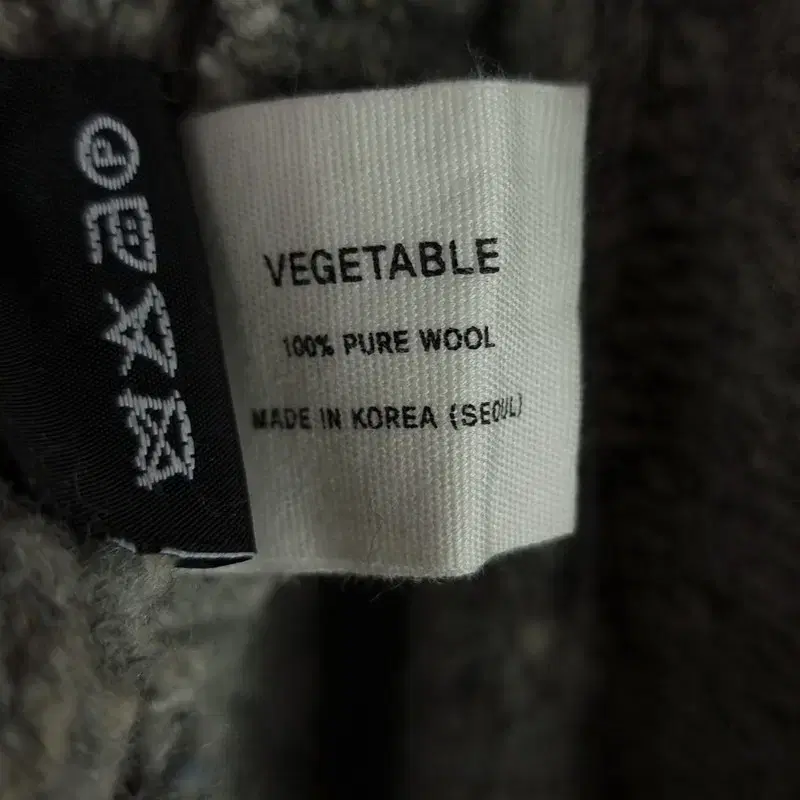 VEGETABLE
100% PURE WOOL
MADE IN KOREA (SEOUL)
P